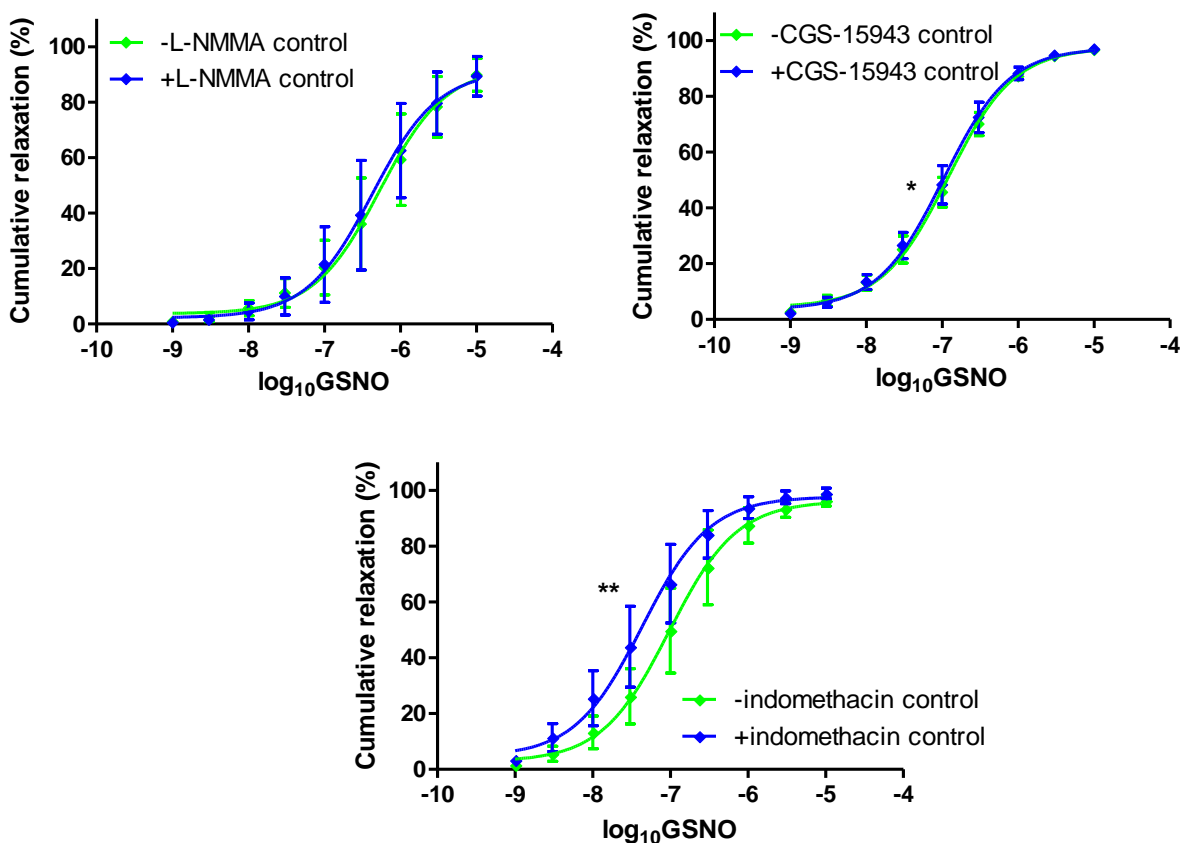 Cumulative relaxation (%)
100
80
60
40
20
0
-L-NMMA control
+L-NMMA control
-10 -9 -8 -7 -6 -5 -4
log10GSNO
Cumulative relaxation (%)
100
80
60
40
20
0
-CGS-15943 control
+CGS-15943 control
*
-10 -9 -8 -7 -6 -5 -4
log10GSNO
Cumulative relaxation (%)
100
80
60
40
20
0
**
-indomethacin control
+indomethacin control
-10 -9 -8 -7 -6 -5 -4
log10GSNO